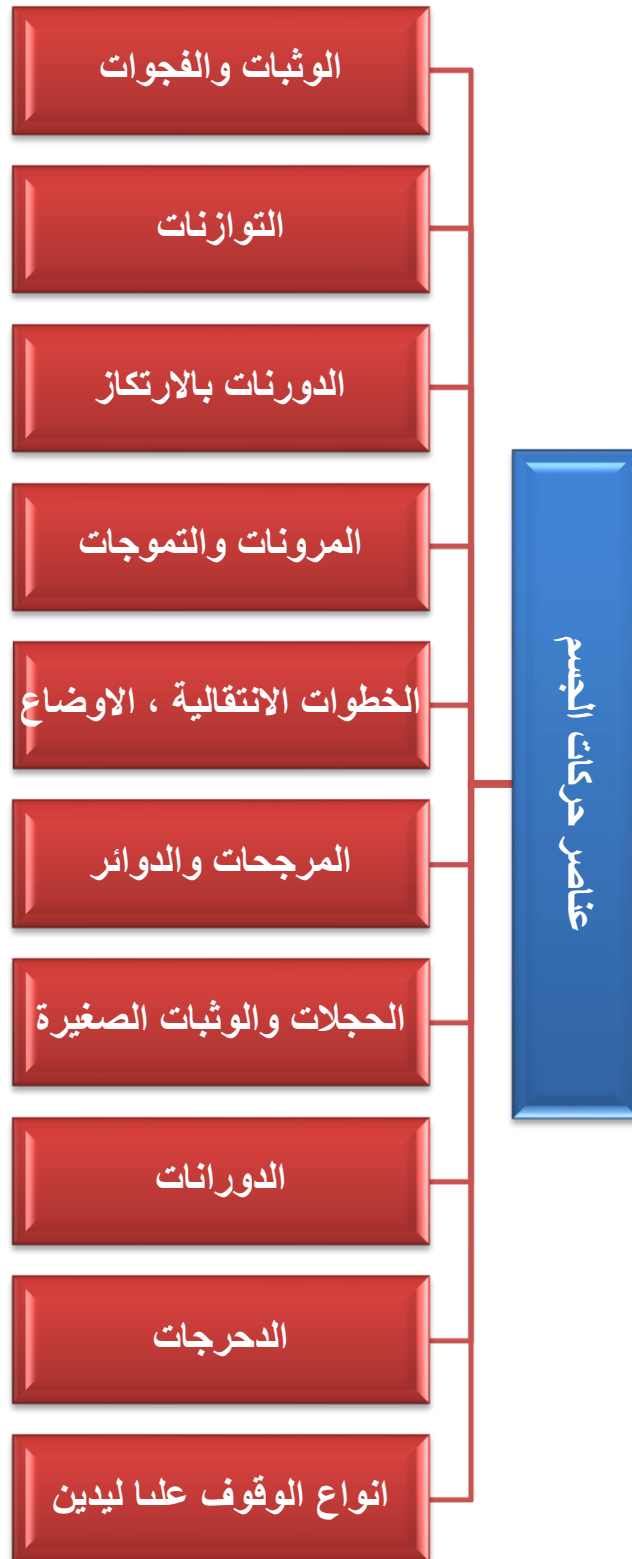 عناصر حركات الجسم
الوثبات والفجوات
التوازنات
الدورنات بالارتكاز
المرونات والتموجات
الخطوات الانتقالية ، الاوضاع
المرجحات والدوائر
الحجلات والوثبات الصغيرة
الدورانات
الدحرجات
انواع الوقوف علىا ليدين